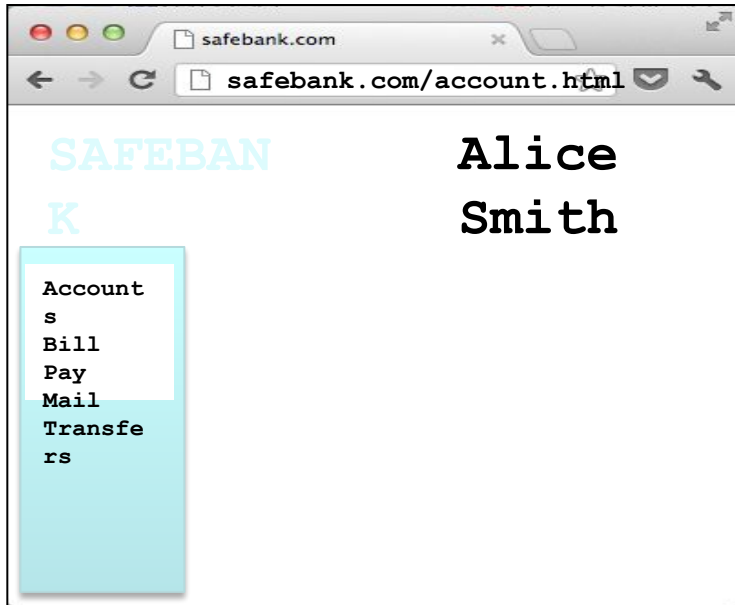 safebank.com
safebank.com/account.html
SAFEBAN
K
Alice
Smith
Account
s
Bill
Pay
Mail
Transfe
rs